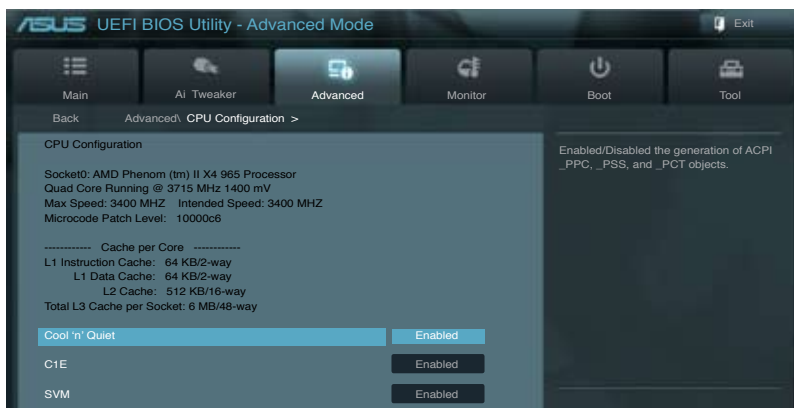 ASUS UEFI BIOS Utility - Advanced Mode
Exit
Main
Ai Tweaker
Advanced
Monitor
Boot
Tool
Back Advanced\ CPU Configuration >
CPU Configuration
Socket0: AMD Phenom (tm) II X4 965 Processor
Quad Core Running @ 3715 MHz 1400 mV
Max Speed: 3400 MHZ Intended Speed: 3400 MHZ
Microcode Patch Level: 10000c6
------------ Cache per Core ------------
L1 Instruction Cache: 64 KB/2-way
L1 Data Cache: 64 KB/2-way
L2 Cache: 512 KB/16-way
Total L3 Cache per Socket: 6 MB/48-way
Cool 'n' Quiet Enabled
C1E Enabled
SVM Enabled
Enabled/Disabled the generation of ACPI
_PPC, _PSS, and _PCT objects.